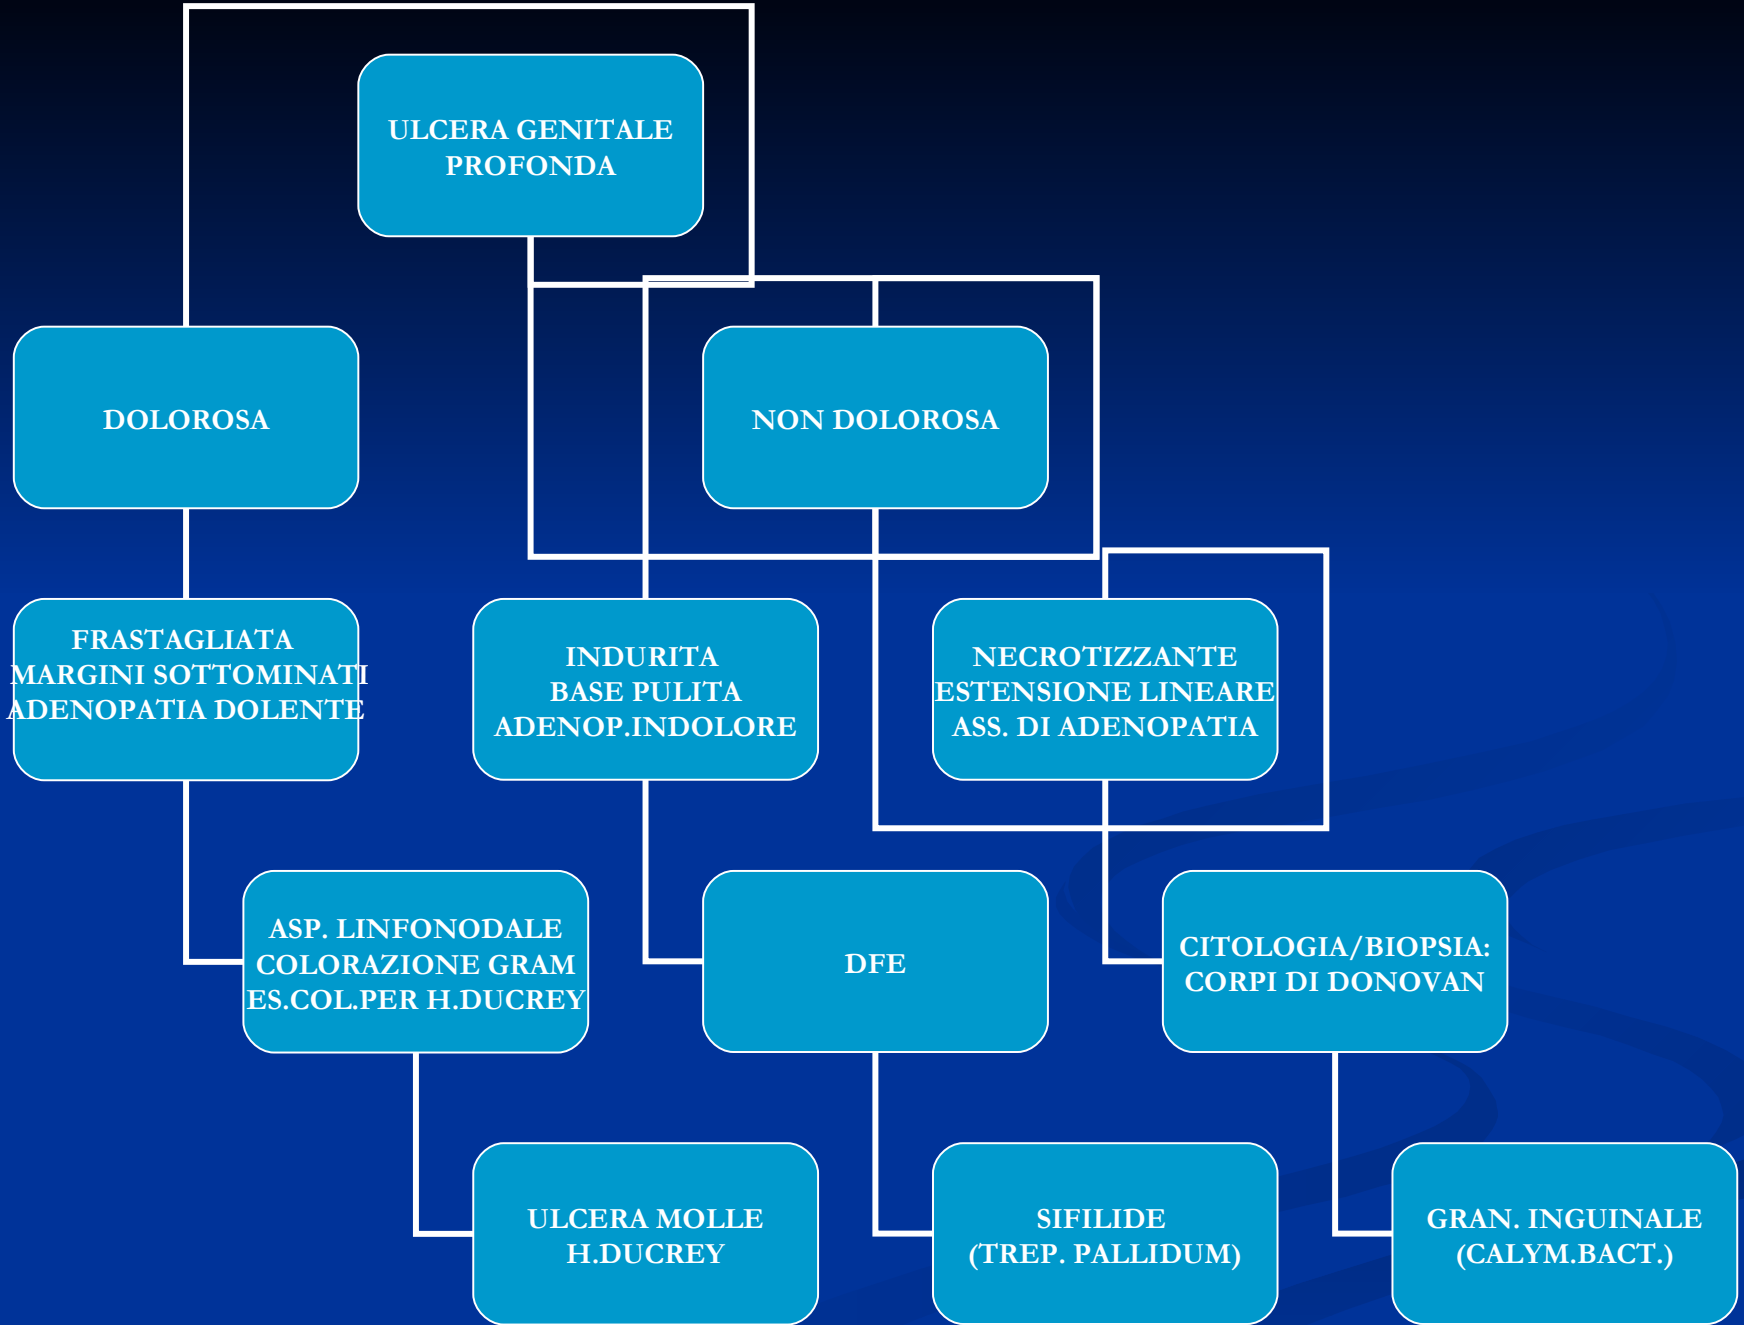 ULCERA GENITALE
PROFONDA
DOLOROSA
NON DOLOROSA
FRASTAGLIATA
MARGINI SOTTOMINATI
ADENOPATIA DOLENTE
INDURITA
BASE PULITA
ADENOP.INDOLORE
NECROTIZZANTE
ESTENSIONE LINEARE
ASS. DI ADENOPATIA
ASP. LINFONODALE
COLORAZIONE GRAM
ES.COL.PER H.DUCREY
DFE
CITOLOGIA/BIOPSIA:
CORPI DI DONOVAN
ULCERA MOLLE
H.DUCREY
SIFILIDE
(TREP. PALLIDUM)
GRAN. INGUINALE
(CALYM.BACT.)